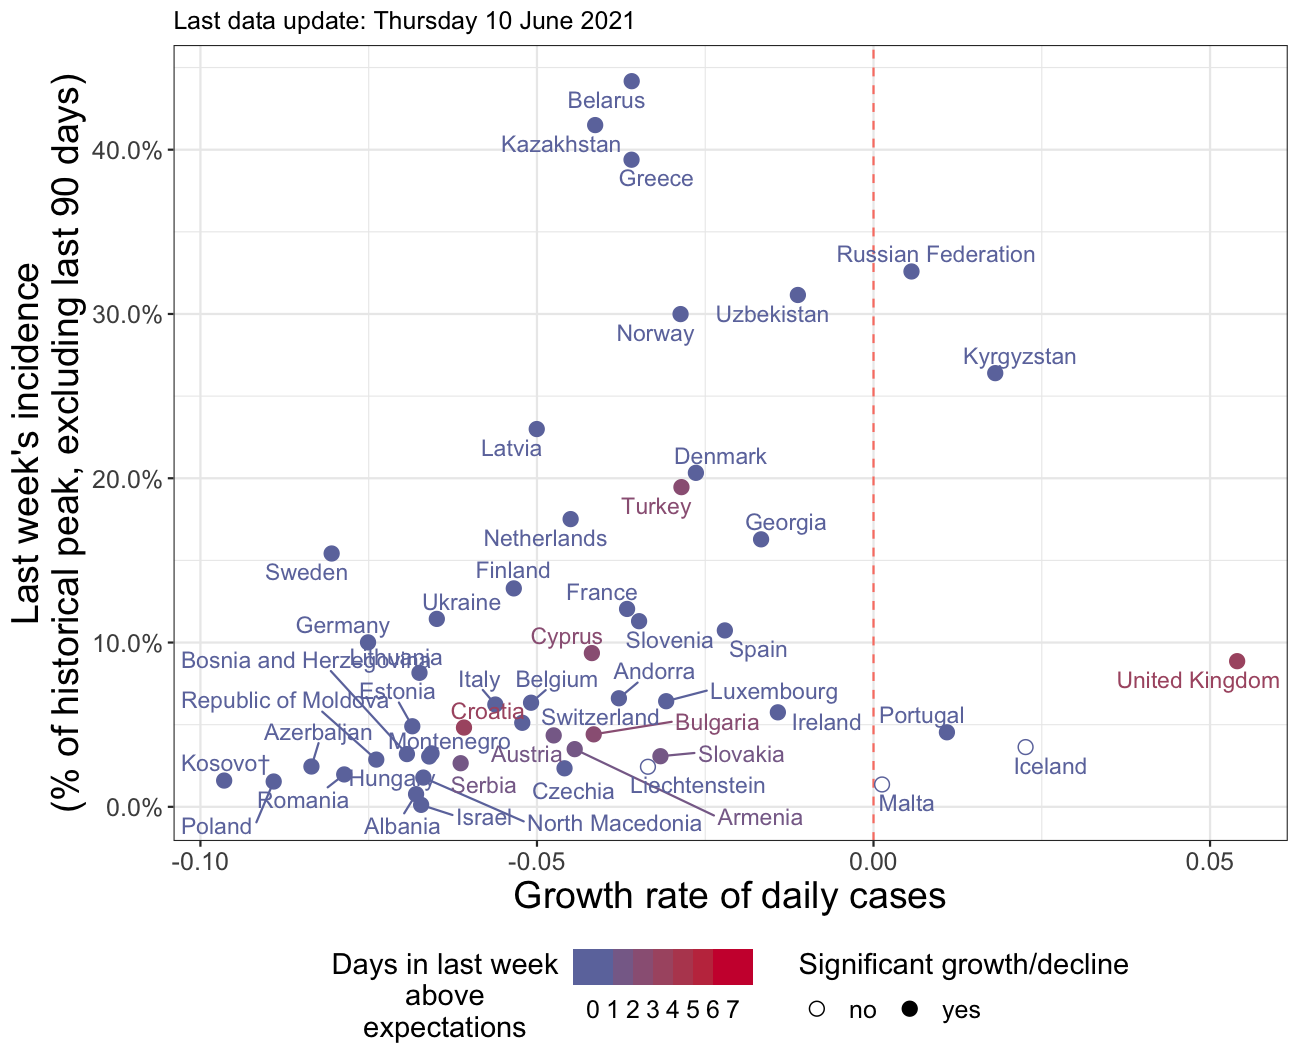 Last data update: Thursday 10 June 2021
Last week's incidence
(% of historical peak, excluding last 90 days)
40.0%
30.0%
20.0%
10.0%
0.0%
Belarus
Kazakhstan
Greece
Russian Federation
Uzbekistan
Norway
Kyrgyzstan
Latvia
Denmark
Turkey
Georgia
Netherlands
Sweden
Finland
France
Ukraine
Germany
Slovenia
Cyprus
Spain
Bosnia and Herzegovina
Lithuania
Andorra
United Kingdom
Italy
Belgium
Estonia
Luxembourg
Republic of Moldova
Croatia
Switzerland
Bulgaria
Ireland
Portugal
Azerbaijan
Montenegro
Austria
Slovakia
Kosovo†
Iceland
Hungary
Serbia
Liechtenstein
Czechia
Romania
Malta
Poland
Albania
Israel
North Macedonia
Armenia
-0.10
-0.05
0.00
0.05
Growth rate of daily cases
Days in last week
above
expectations
0 1 2 3 4 5 6 7
Significant growth/decline
no
yes